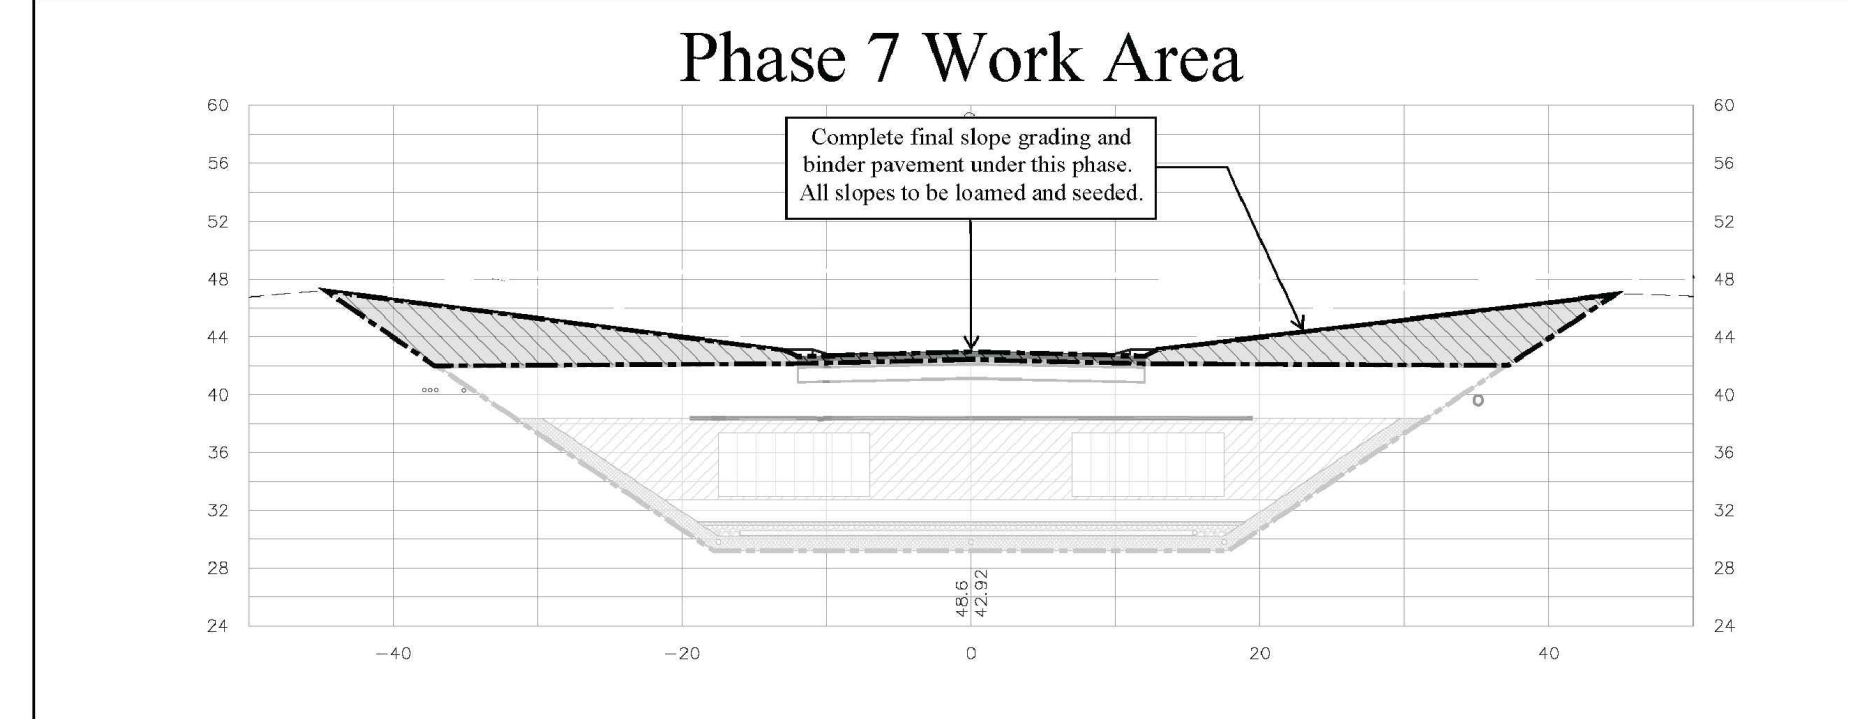 Phase 7 Work Area
60 60
Complete final slope grading and
binder pavement under this phase.
All slopes to be loamed and seeded.
56 56
52 52
48 48
44 44
40 40
36 36
32 32
28 28
48.6
42.92
24 24
−40 −20 0 20 40